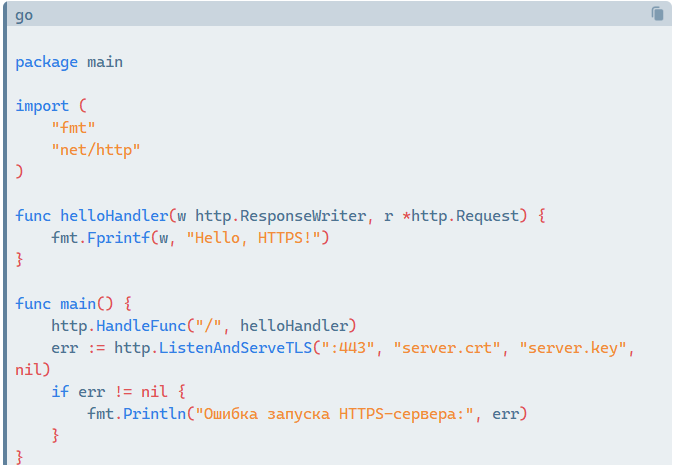 go
package main
import (
    "fmt"
    "net/http"
)
func helloHandler(w http.ResponseWriter, r *http.Request) {
    fmt.Fprintf(w, "Hello, HTTPS!")
}
func main() {
    http.HandleFunc("/", helloHandler)
    err := http.ListenAndServeTLS(":443", "server.crt", "server.key",
nil)
    if err != nil {
        fmt.Println("Ошибка запуска HTTPS-сервера:", err)
    }
}